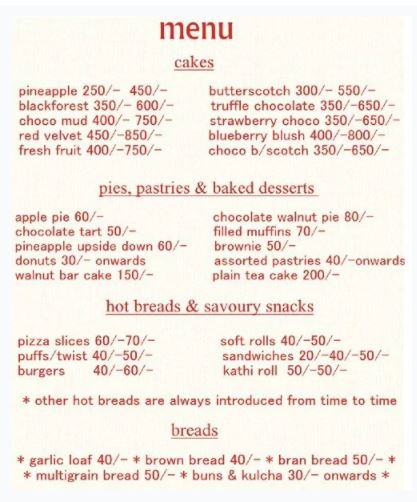 menu
cakes
pineapple 250/- 450/-
blackforest 350/- 600/-
choco mud 400/- 750/-
red velvet 450/-850/-
fresh fruit 400/-750/-
butterscotch 300/- 550/-
truffle chocolate 350/-650/-
strawberry choco 350/-650/-
blueberry blush 400/-800/-
choco b/scotch 350/-650/-
pies, pastries & baked desserts
apple pie 60/-
chocolate tart 50/-
pineapple upside down 60/-
donuts 30/- onwards
walnut bar cake 150/-
chocolate walnut pie 80/-
filled muffins 70/-
brownie 50/-
assorted pastries 40/-onwards
plain tea cake 200/-
hot breads & savoury snacks
pizza slices 60/-70/-
puffs/twist 40/-50/-
burgers 40/-60/-
soft rolls 40/-50/-
sandwiches 20/-40/-50/-
kathi roll 50/-50/-
* other hot breads are always introduced from time to time
breads
* garlic loaf 40/- * brown bread 40/- * bran bread 50/- *
* multigrain bread 50/- * buns & kulcha 30/- onwards *